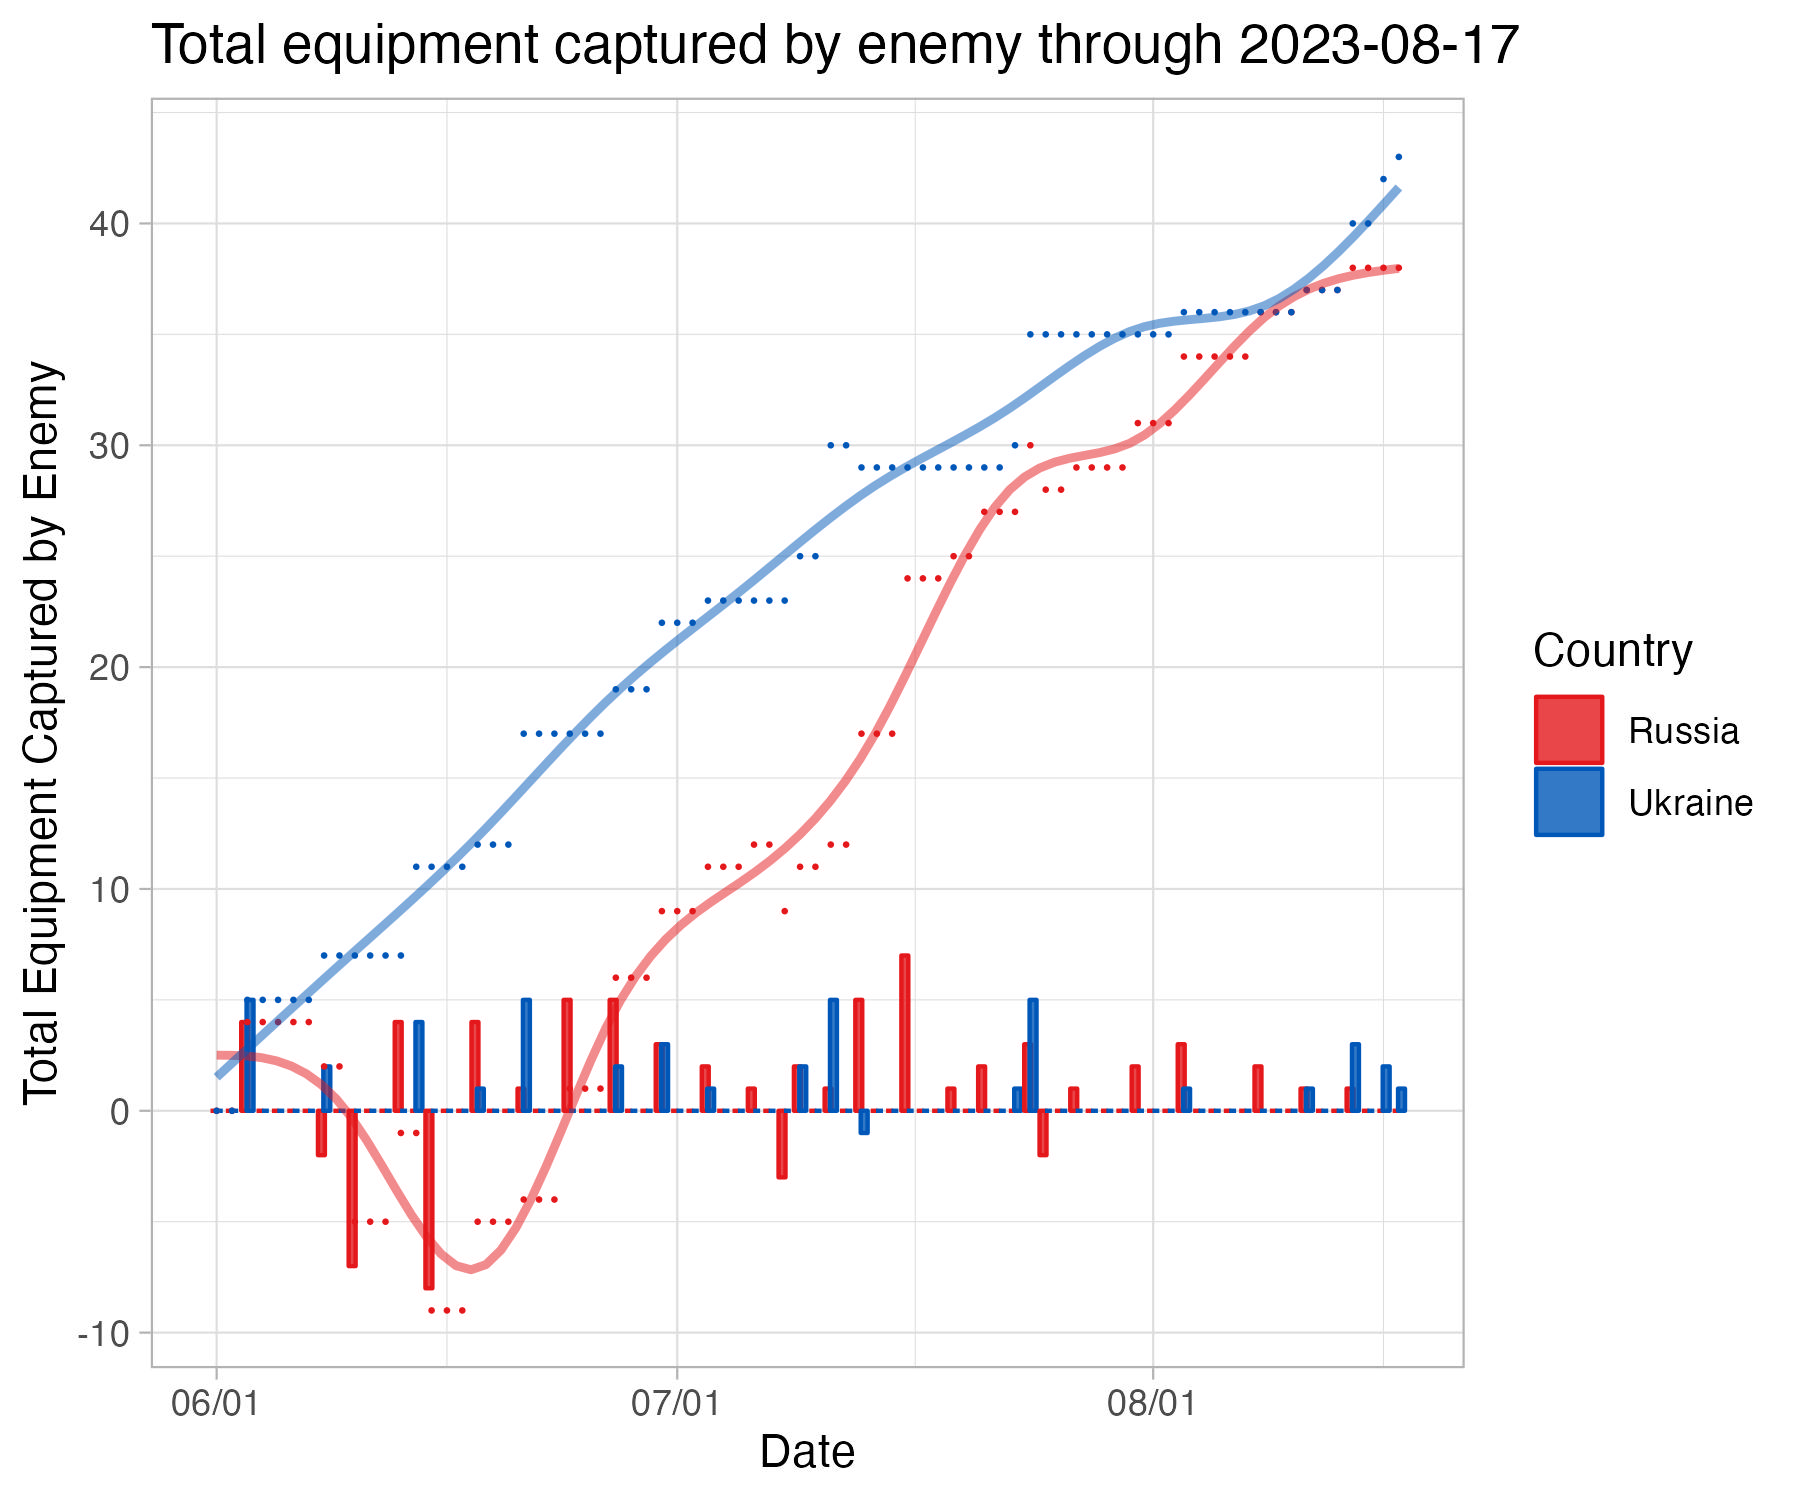 Total equipment captured by enemy through 2023-08-17
Total Equipment Captured by Enemy
40
30
20
10
0
-10
06/01
07/01
08/01
Date
Country
Russia
Ukraine